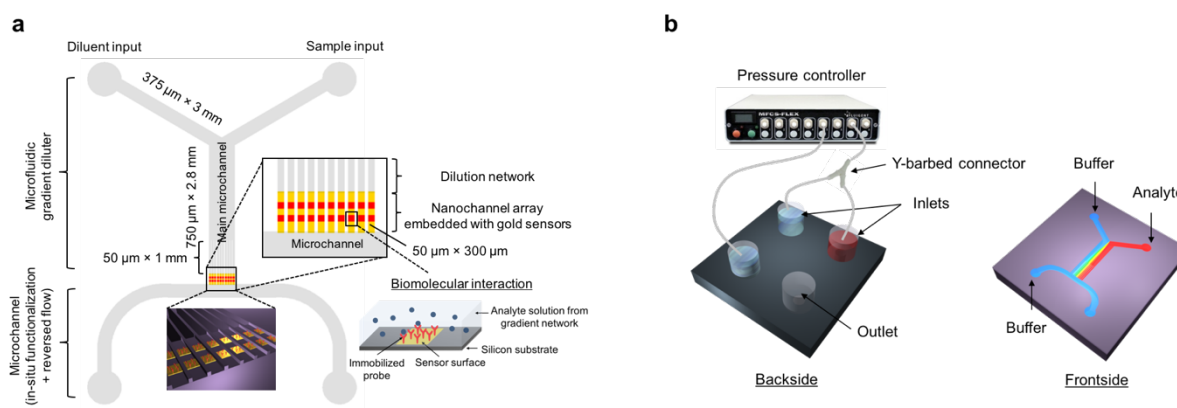 a
Diluent input
Sample input
375 µm × 3 mm
Microfluidic
gradient diluter
750 µm × 2.8 mm
Main microchannel
50 µm × 1 mm
Dilution network
Nanochannel array
embedded with gold sensors
Microchannel
50 µm × 300 µm
Microchannel
(in-situ functionalization
+ reversed flow)
Biomolecular interaction
Analyte solution from
gradient network
Silicon substrate
Immobilized
probe
Sensor surface
b
Pressure controller
MFCS-FLEX
Y-barbed connector
Inlets
Outlet
Backside
Buffer
Analyte
Buffer
Frontside